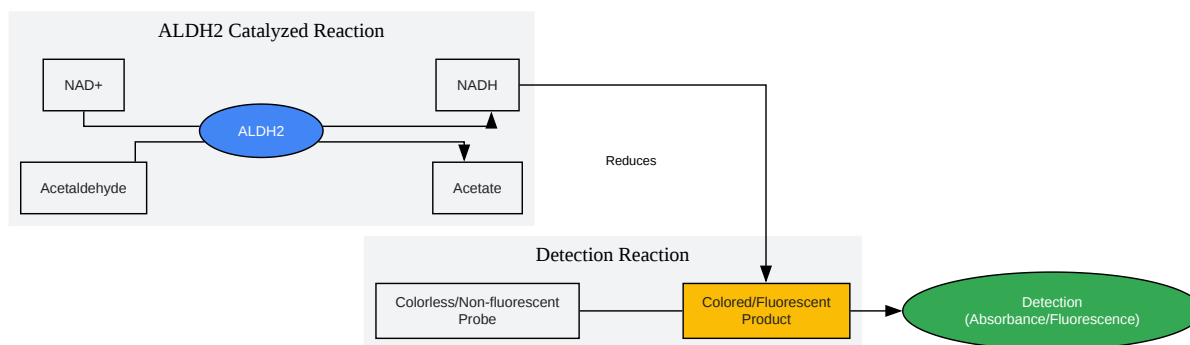 ALDH2 Catalyzed Reaction
NAD+
NADH
ALDH2
Acetaldehyde
Acetate
Reduces
Detection Reaction
Colorless/Non-fluorescent
Probe
Colored/Fluorescent
Product
Detection
(Absorbance/Fluorescence)